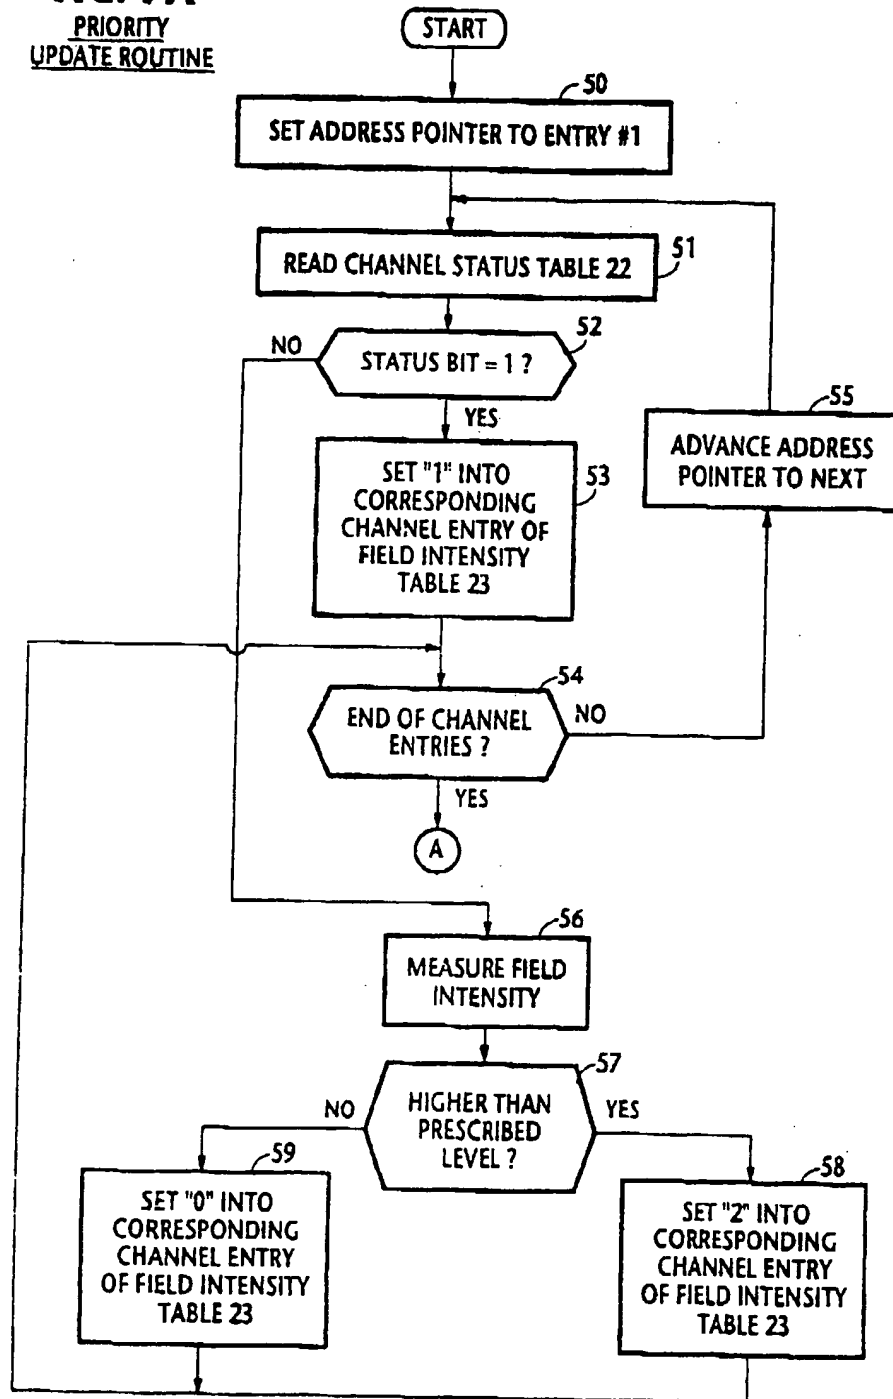 PRIORITY
UPDATE ROUTINE
START
50
SET ADDRESS POINTER TO ENTRY #1
51
READ CHANNEL STATUS TABLE 22
52
NO
STATUS BIT = 1 ?
YES
55
ADVANCE ADDRESS
POINTER TO NEXT
53
SET "1" INTO
CORRESPONDING
CHANNEL ENTRY OF
FIELD INTENSITY
TABLE 23
54
END OF CHANNEL
ENTRIES ?
NO
YES
A
56
MEASURE FIELD
INTENSITY
57
NO
HIGHER THAN
PRESCRIBED
LEVEL ?
YES
59
SET "0" INTO
CORRESPONDING
CHANNEL ENTRY
OF FIELD INTENSITY
TABLE 23
58
SET "2" INTO
CORRESPONDING
CHANNEL ENTRY
OF FIELD INTENSITY
TABLE 23